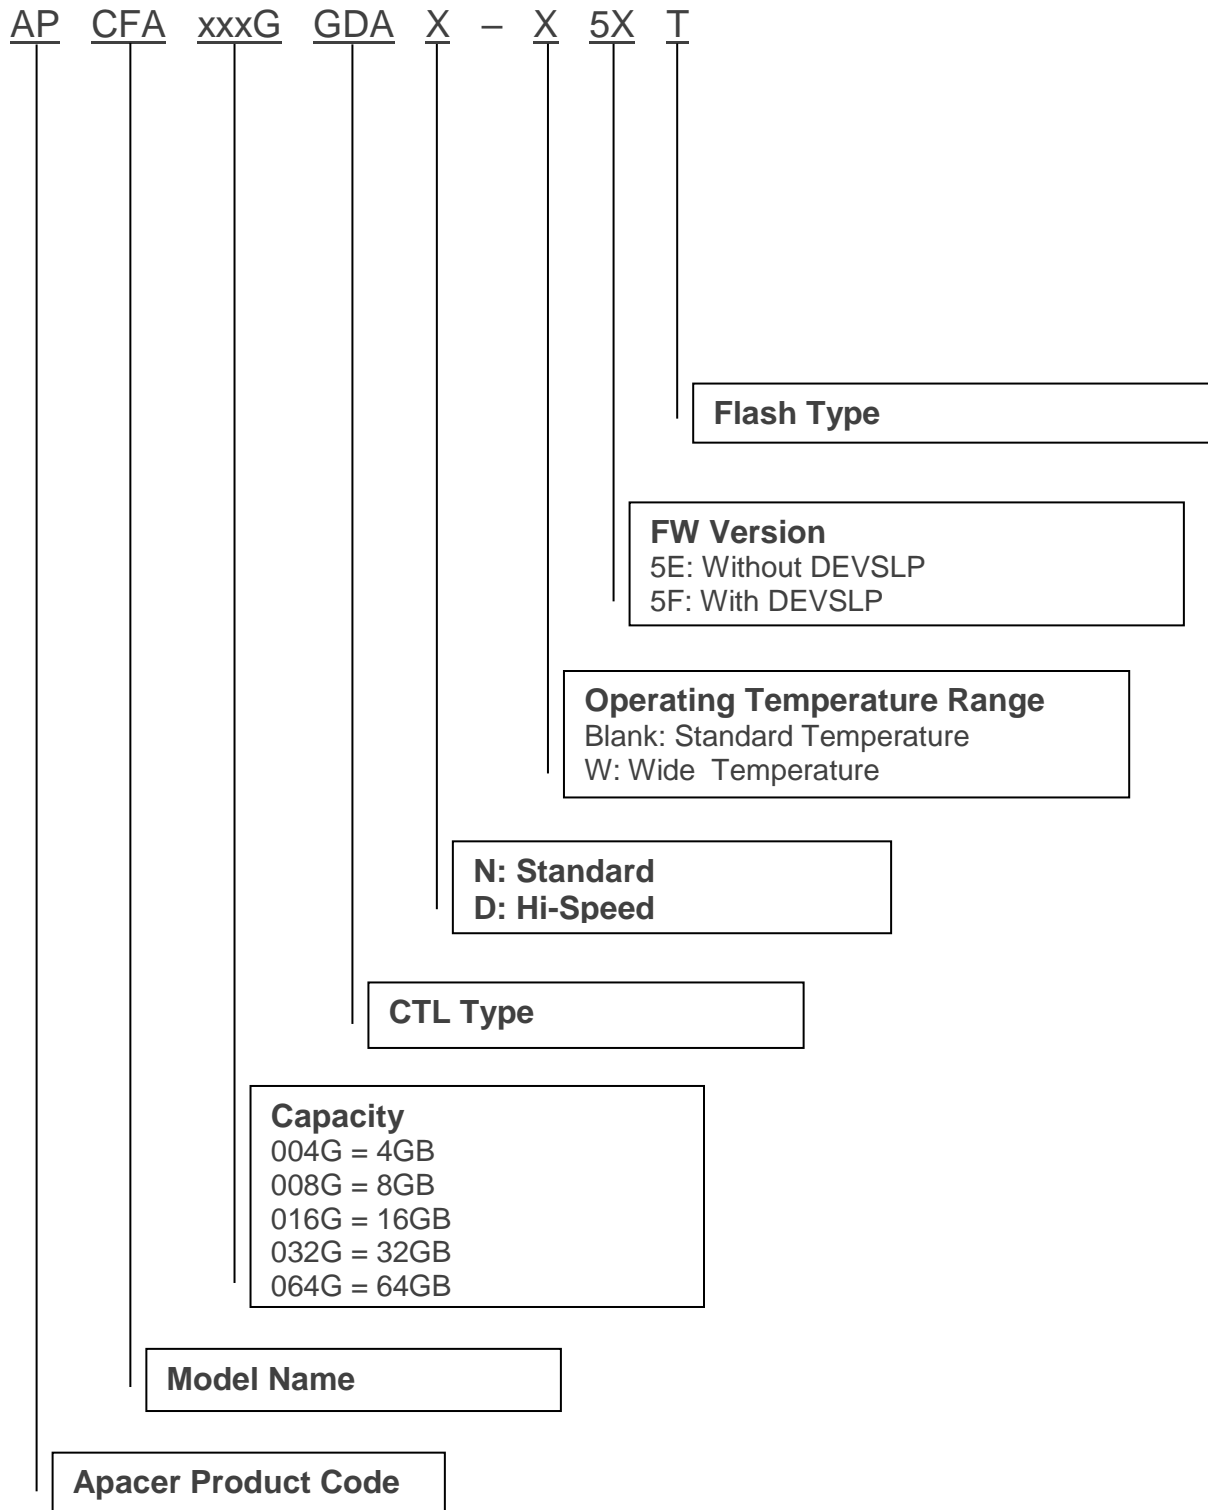 AP CFA xxxG GDA X – X 5X T
Flash Type
FW Version
5E: Without DEVSLP
5F: With DEVSLP
Operating Temperature Range
Blank: Standard Temperature
W: Wide Temperature
N: Standard
D: Hi-Speed
CTL Type
Capacity
004G = 4GB
008G = 8GB
016G = 16GB
032G = 32GB
064G = 64GB
Model Name
Apacer Product Code